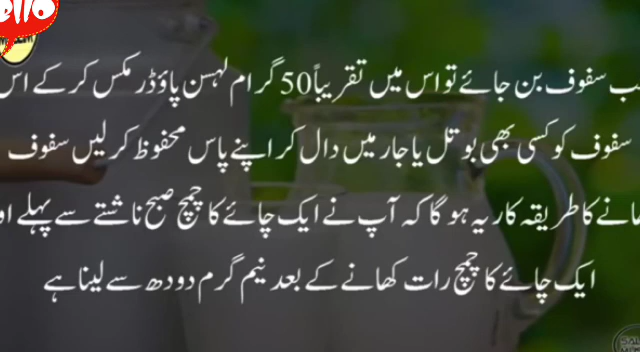 ello
سفوف بن جائے تو اس میں تقریباً 50 گرام لہسن پاؤڈر مکس کر کے اس
سفوف کو کسی بھی بوتل یا جار میں دال کر اپنے پاس محفوظ کر لیں سفوف
کا طریقہ کار یہ ہو گا کہ آپ نے ایک چائے کا چمچ صبح ناشتے سے پہلے
ایک چائے کا چمچ رات کھانے کے بعد نیم گرم دودھ سے لینا ہے